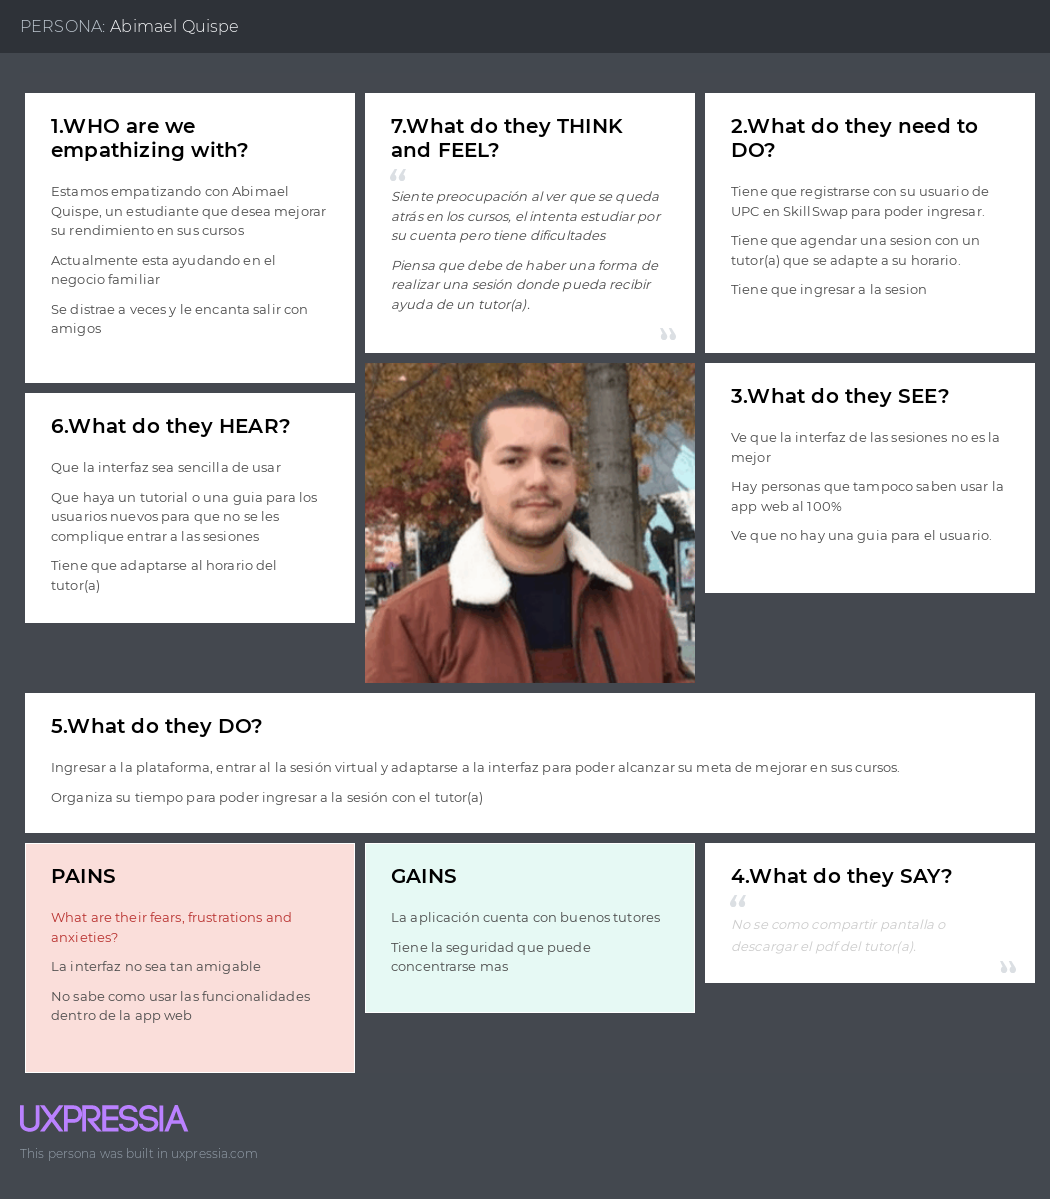 PERSONA: Abimael Quispe
1.WHO are we
empathizing with?
Estamos empatizando con Abimael
Quispe, un estudiante que desea mejorar
su rendimiento en sus cursos
Actualmente esta ayudando en el
negocio familiar
Se distrae a veces y le encanta salir con
amigos
7.What do they THINK
and FEEL?
“
Siente preocupación al ver que se queda
atrás en los cursos, el intenta estudiar por
su cuenta pero tiene dificultades
Piensa que debe de haber una forma de
realizar una sesión donde pueda recibir
ayuda de un tutor(a).
”
2.What do they need to
DO?
Tiene que registrarse con su usuario de
UPC en SkillSwap para poder ingresar.
Tiene que agendar una sesion con un
tutor(a) que se adapte a su horario.
Tiene que ingresar a la sesion
6.What do they HEAR?
Que la interfaz sea sencilla de usar
Que haya un tutorial o una guia para los
usuarios nuevos para que no se les
complique entrar a las sesiones
Tiene que adaptarse al horario del
tutor(a)
3.What do they SEE?
Ve que la interfaz de las sesiones no es la
mejor
Hay personas que tampoco saben usar la
app web al 100%
Ve que no hay una guia para el usuario.
5.What do they DO?
Ingresar a la plataforma, entrar al la sesión virtual y adaptarse a la interfaz para poder alcanzar su meta de mejorar en sus cursos.
Organiza su tiempo para poder ingresar a la sesión con el tutor(a)
PAINS
What are their fears, frustrations and
anxieties?
La interfaz no sea tan amigable
No sabe como usar las funcionalidades
dentro de la app web
GAINS
La aplicación cuenta con buenos tutores
Tiene la seguridad que puede
concentrarse mas
4.What do they SAY?
“
No se como compartir pantalla o
descargar el pdf del tutor(a).
”
UXPRESSIA
This persona was built in uxpressia.com